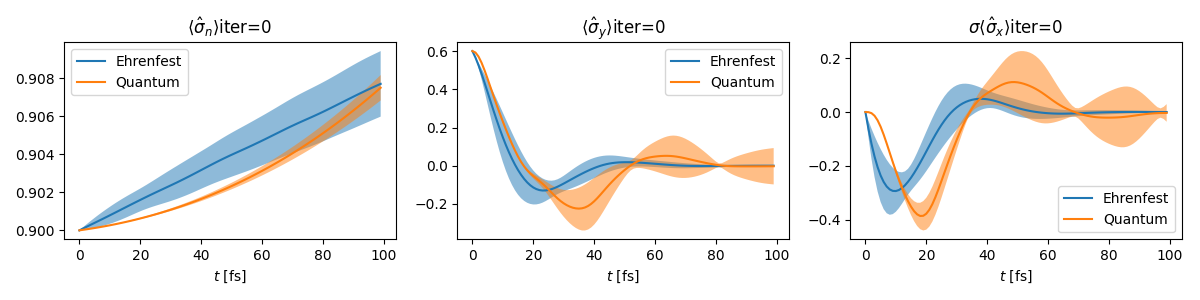 ⟨σ̂ₙ⟩iter=0
Ehrenfest
Quantum
0.908
0.906
0.904
0.902
0.900
0 20 40 60 80 100
t [fs]
⟨σ̂ᵧ⟩iter=0
Ehrenfest
Quantum
0.6
0.4
0.2
0.0
−0.2
0 20 40 60 80 100
t [fs]
σ⟨σ̂ₓ⟩iter=0
0.2
0.0
−0.2
−0.4
Ehrenfest
Quantum
0 20 40 60 80 100
t [fs]